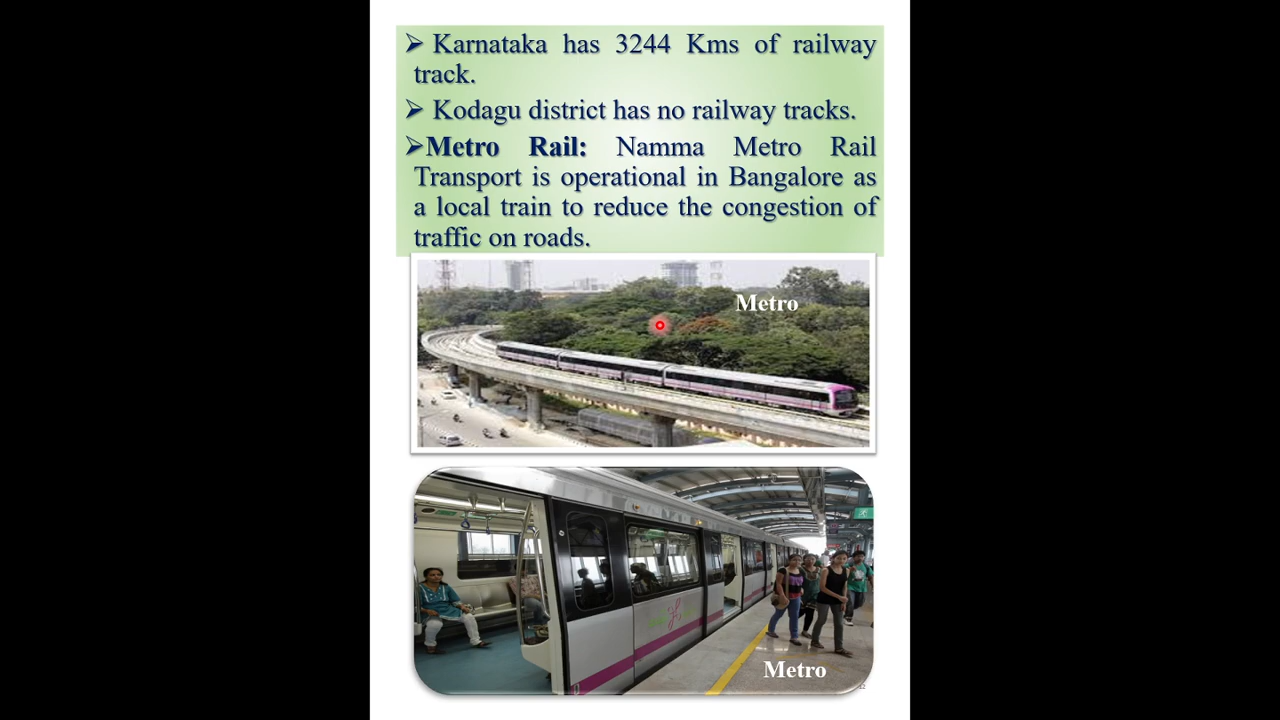 ➢ Karnataka has 3244 Kms of railway
track.
➢ Kodagu district has no railway tracks.
➢Metro Rail: Namma Metro Rail
Transport is operational in Bangalore as
a local train to reduce the congestion of
traffic on roads.
Metro
Metro